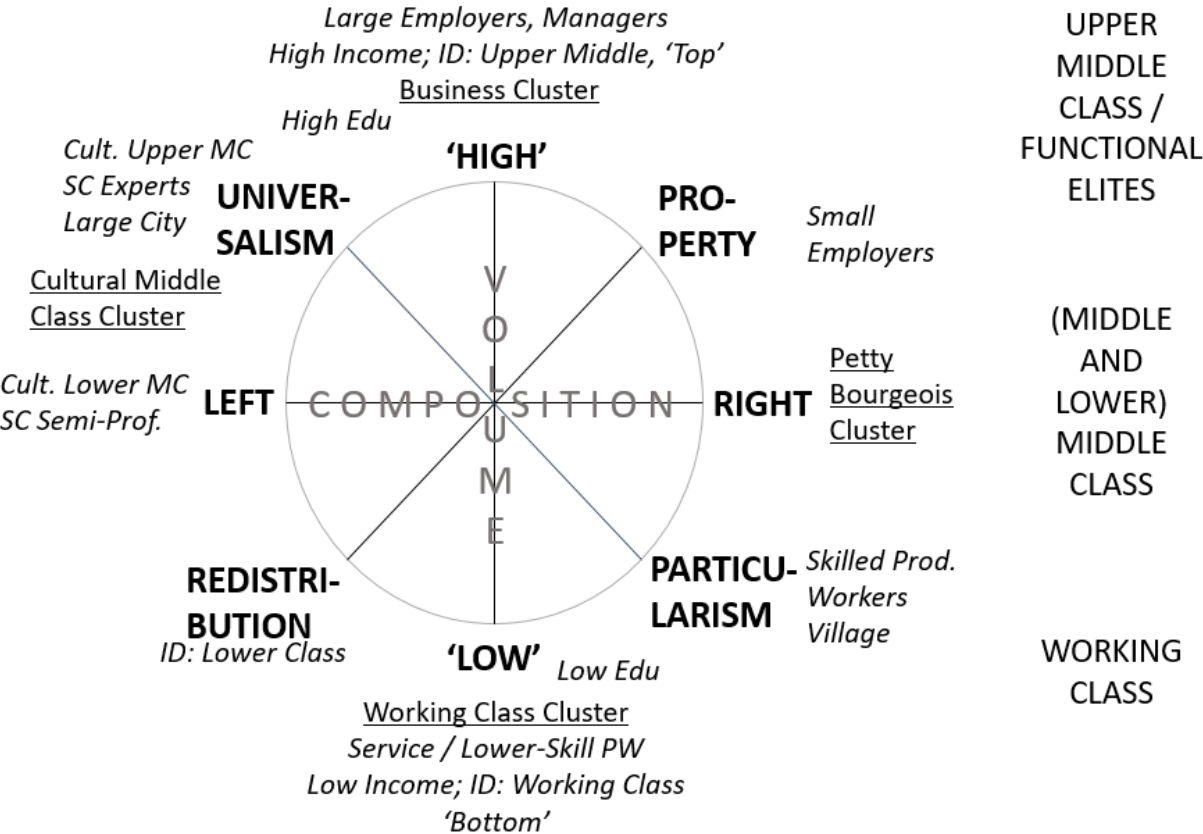 Large Employers, Managers
High Income; ID: Upper Middle, ‘Top’
Business Cluster
High Edu
‘HIGH’
Cult. Upper MC
SC Experts
Large City
UNIVER-
SALISM
PRO-
PERTY
Small
Employers
UPPER
MIDDLE
CLASS /
FUNCTIONAL
ELITES
Cultural Middle
Class Cluster
Cult. Lower MC
SC Semi-Prof.
LEFT
COMPOSITION
VOLUME
RIGHT
Petty
Bourgeois
Cluster
(MIDDLE
AND
LOWER)
MIDDLE
CLASS
REDISTRI-
BUTION
ID: Lower Class
PARTICU-
LARISM
Skilled Prod.
Workers
Village
‘LOW’
Low Edu
Working Class Cluster
Service / Lower-Skill PW
Low Income; ID: Working Class
‘Bottom’
WORKING
CLASS